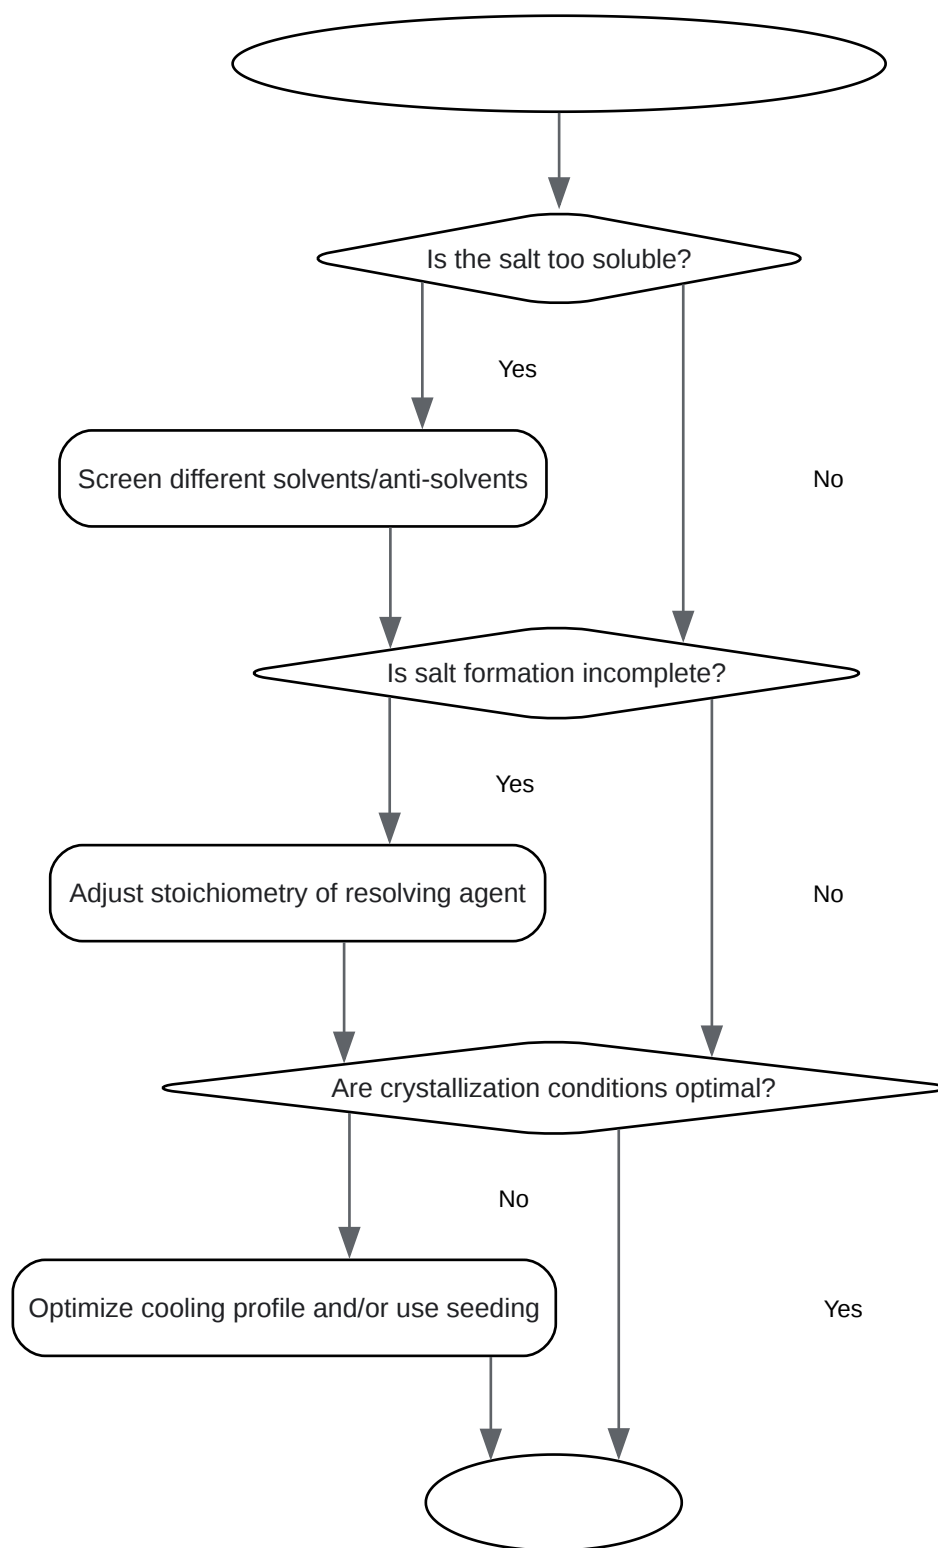 Is the salt too soluble?
Yes
Screen different solvents/anti-solvents
No
Is salt formation incomplete?
Yes
Adjust stoichiometry of resolving agent
No
Are crystallization conditions optimal?
No
Optimize cooling profile and/or use seeding
Yes